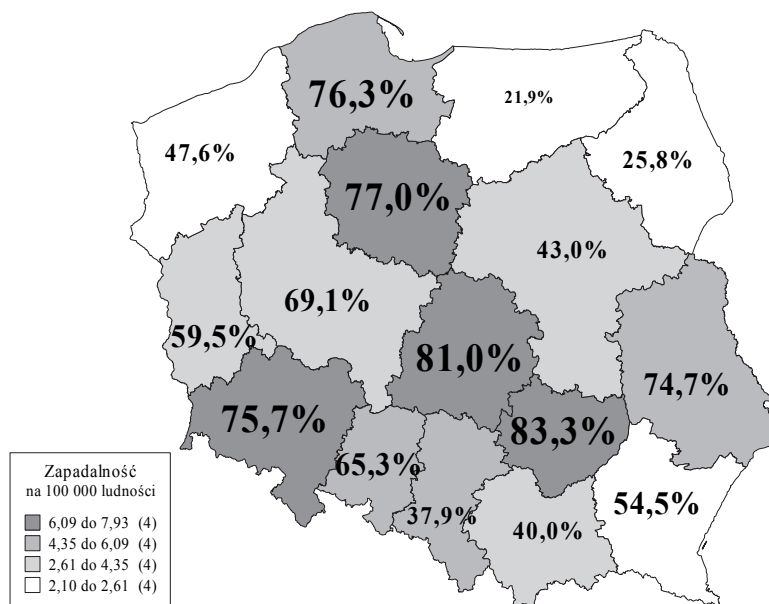 76,3%
21,9%
47,6%
25,8%
77,0%
43,0%
69,1%
59,5%
81,0%
74,7%
75,7%
83,3%
65,3%
54,5%
37,9%
40,0%
Zapadalność
na 100 000 ludności
6,09 do 7,93 (4)
4,35 do 6,09 (4)
2,61 do 4,35 (4)
2,10 do 2,61 (4)